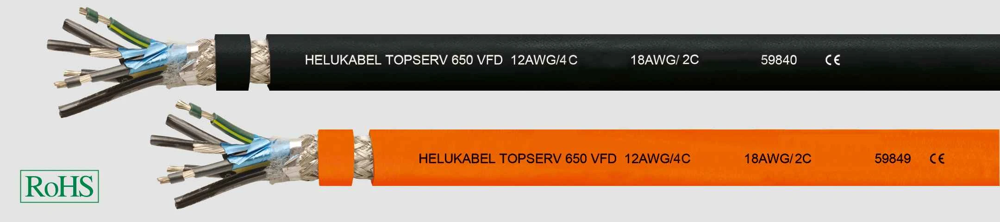 HELUKABEL TOPSERV 650 VFD 12AWG/4C 18AWG/ 2C 59840 CE
HELUKABEL TOPSERV 650 VFD 12AWG/4C 18AWG/ 2C 59849 CE
RoHS